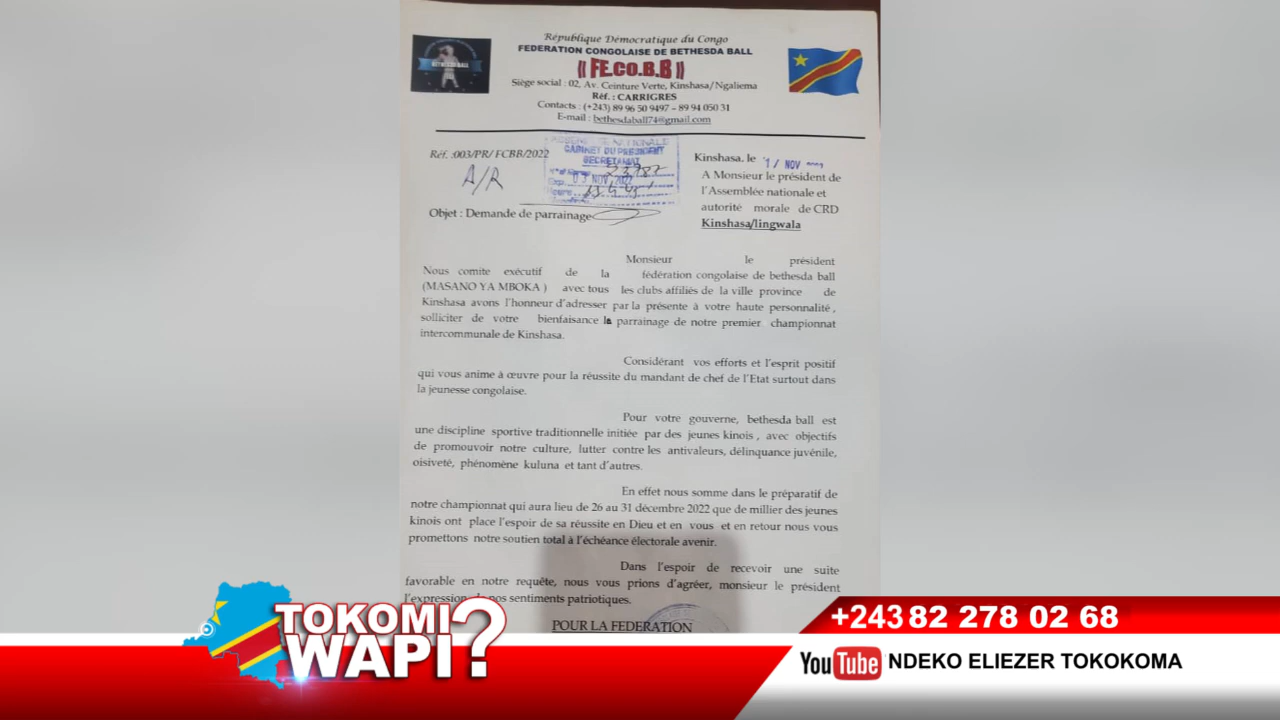 République Démocratique du Congo
FEDERATION CONGOLAISE DE BETHESDA BALL
FE.CO.B.B
Siège social : 02, Av. Ceinture Verte, Kinshasa/Ngaliema
Réf. : CARRIGRES
Contacts : (+243) 89 96 50 9497 – 89 94 050 31
E-mail : bethesdaball74@gmail.com
BETHESDA BALL
Réf. :003/PR/ FCBB/2022
A/R
ASSEMBLEE NATIONALE
CABINET DU PRESIDENT
SECRETARIAT
NOV. 2022
Objet : Demande de parrainage
Kinshasa, le 1/ NOV
A Monsieur le président de
l'Assemblée nationale et
autorité morale de CRD
Kinshasa/lingwala
Monsieur le président
Nous comite exécutif de la fédération congolaise de bethesda ball
(MASANO YA MBOKA ) avec tous les clubs affiliés de la ville province de
Kinshasa avons l'honneur d'adresser par la présente à votre haute personnalité ,
solliciter de votre bienfaisance la parrainage de notre premier championnat
intercommunale de Kinshasa.
Considérant vos efforts et l'esprit positif
qui vous anime à œuvre pour la réussite du mandant de chef de l'Etat surtout dans
la jeunesse congolaise.
Pour votre gouverne, bethesda ball est
une discipline sportive traditionnelle initiée par des jeunes kinois , avec objectifs
de promouvoir notre culture, lutter contre les antivaleurs, délinquance juvénile,
oisiveté, phénomène kuluna et tant d'autres.
En effet nous somme dans le préparatif de
notre championnat qui aura lieu de 26 au 31 décembre 2022 que de millier des jeunes
kinois ont place l'espoir de sa réussite en Dieu et en vous et en retour nous vous
promettons notre soutien total à l'échéance électorale avenir.
Dans l'espoir de recevoir une suite
favorable en notre requête, nous vous prions d'agréer, monsieur le président
l'expression de nos sentiments patriotiques.
POUR LA FEDERATION
TOKOMI
WAPI?
+243 82 278 02 68
YouTube NDEKO ELIEZER TOKOKOMA